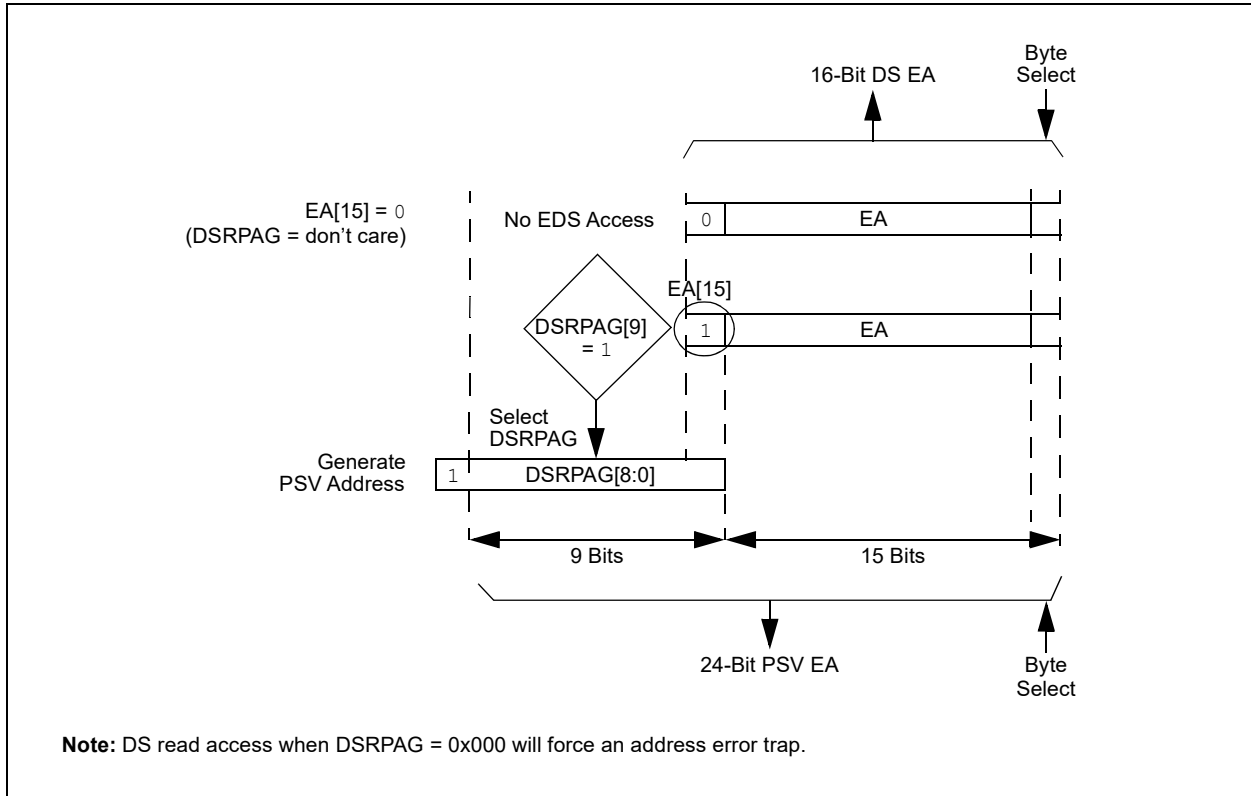 Byte
Select
16-Bit DS EA
EA[15] = 0
(DSRPAG = don't care)
No EDS Access
0
EA
EA[15]
DSRPAG[9]
= 1
1
EA
Select
DSRPAG
Generate
PSV Address
1
DSRPAG[8:0]
9 Bits
15 Bits
24-Bit PSV EA
Byte
Select
Note: DS read access when DSRPAG = 0x000 will force an address error trap.